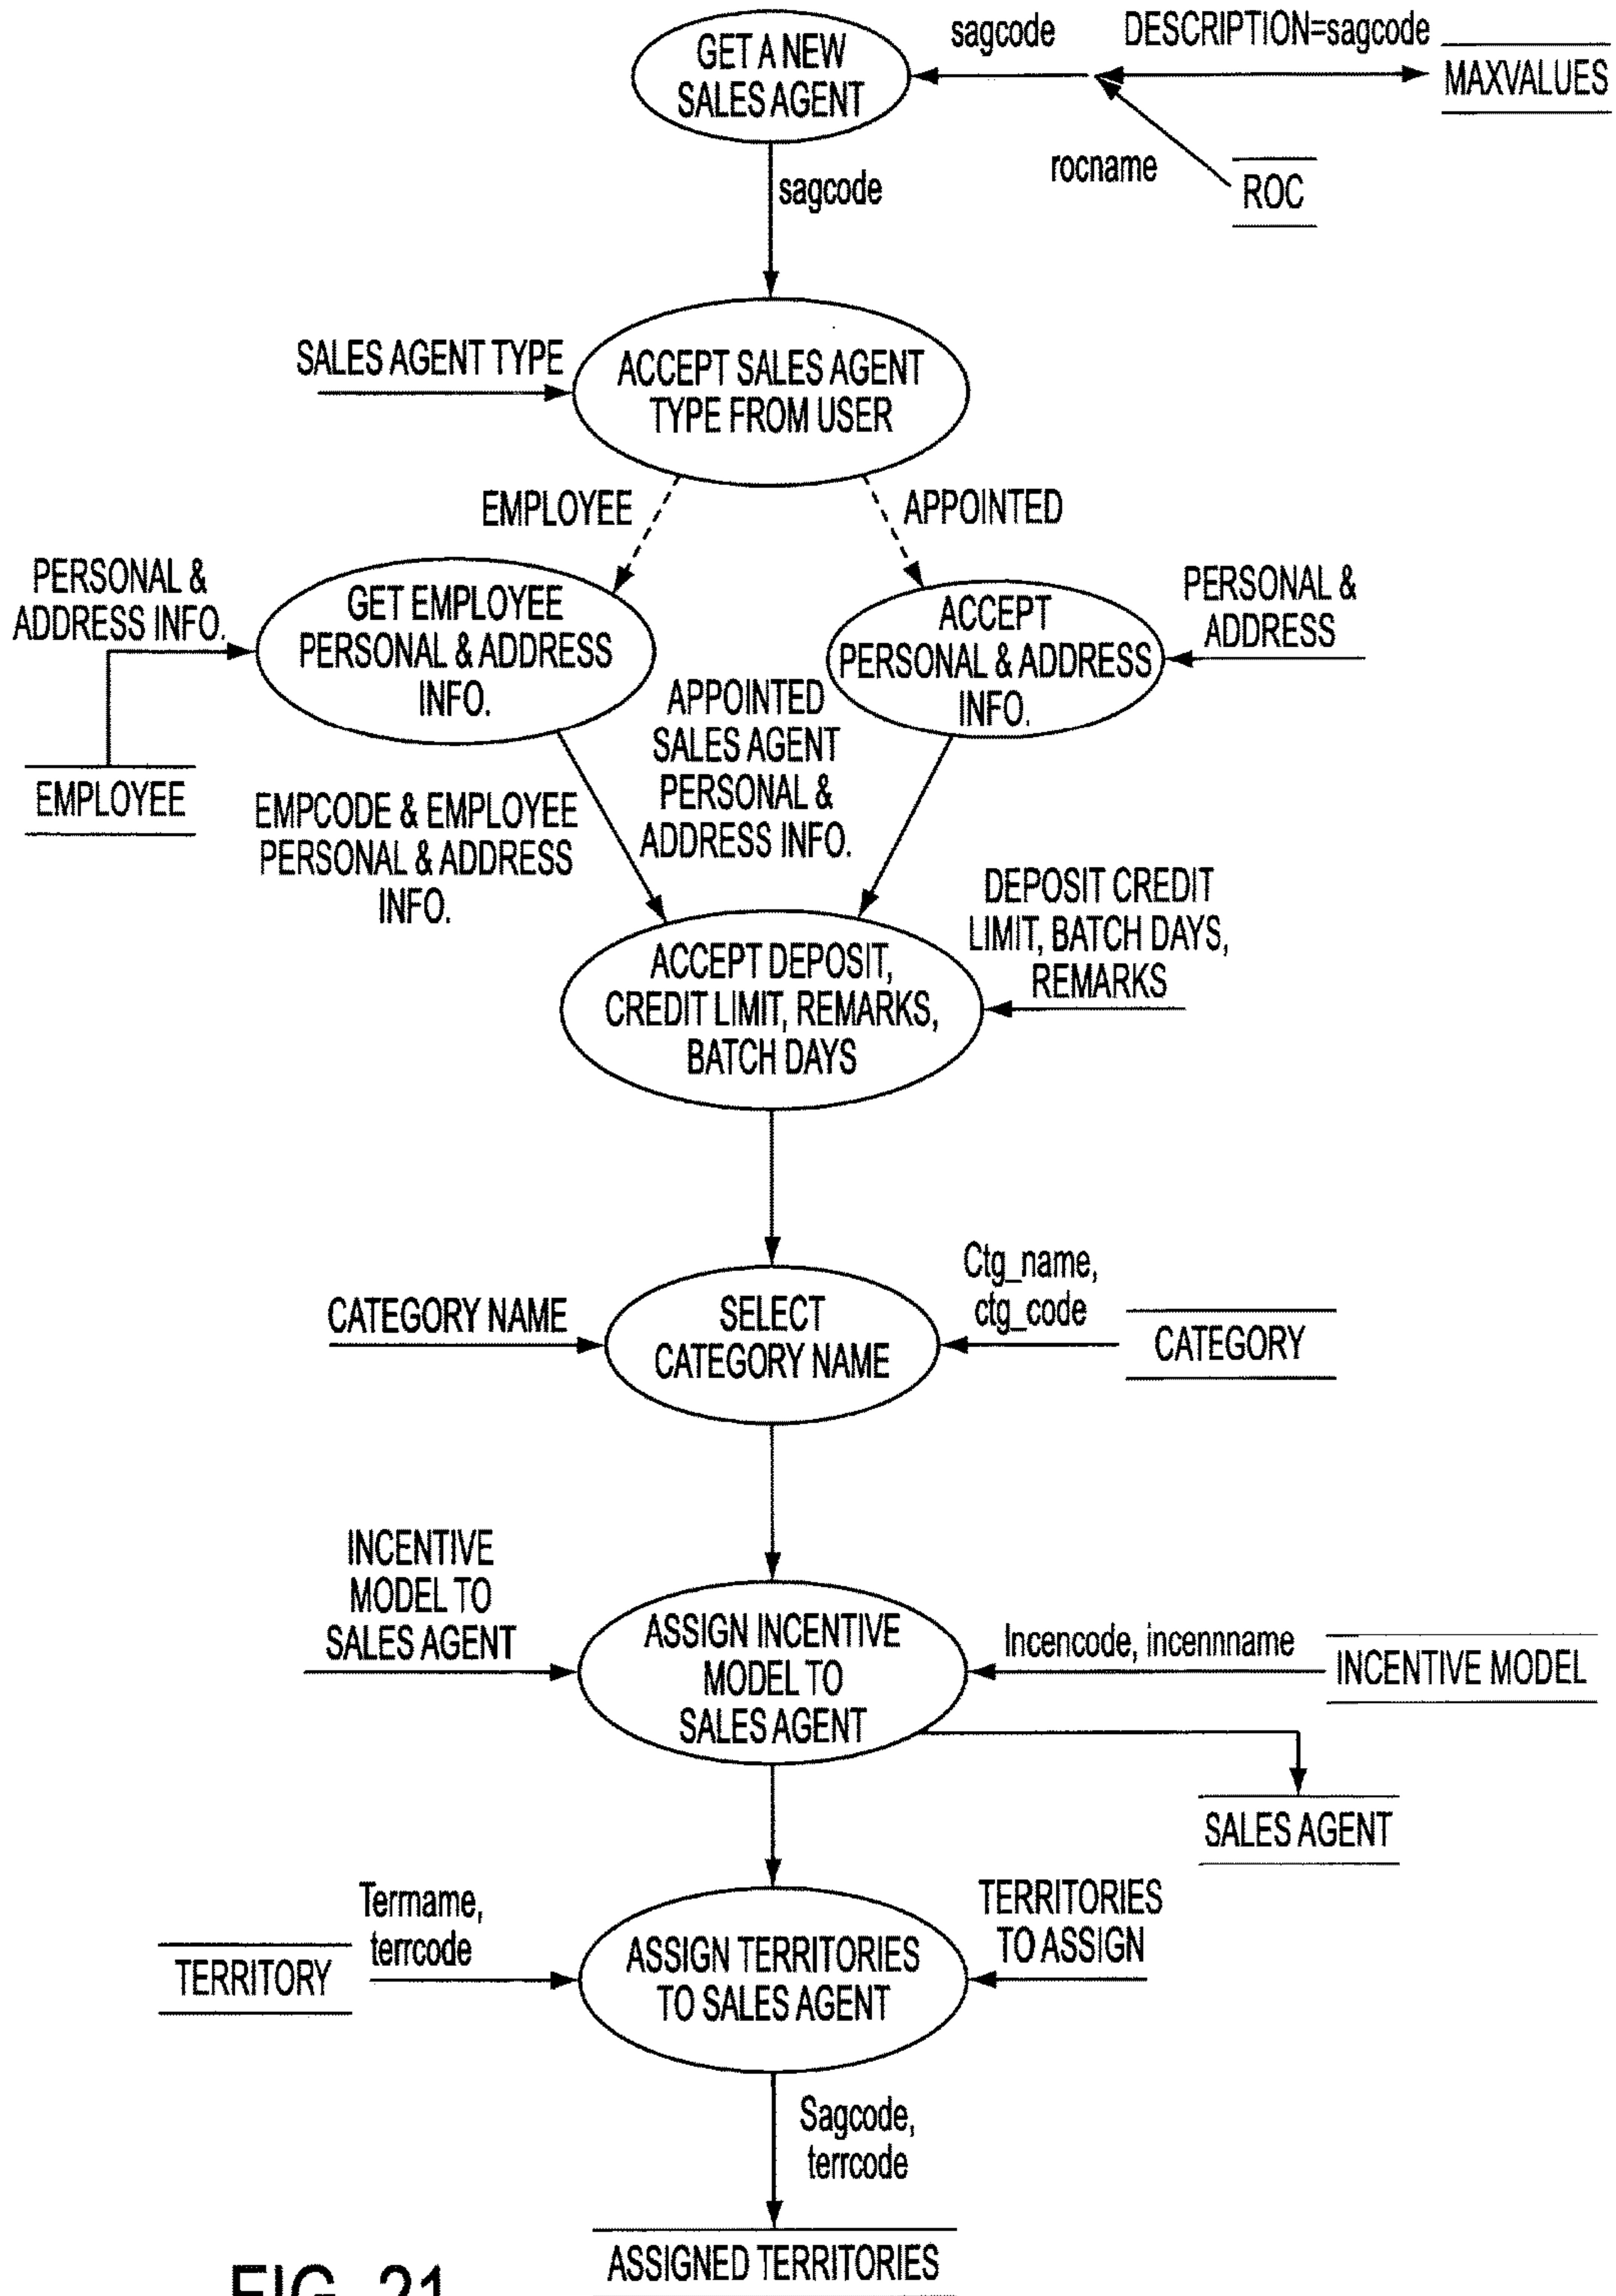 GET A NEW
SALES AGENT
sagcode
DESCRIPTION=sagcode
MAXVALUES
rocname
ROC
sagcode
SALES AGENT TYPE
ACCEPT SALES AGENT
TYPE FROM USER
EMPLOYEE
APPOINTED
PERSONAL &
ADDRESS INFO.
GET EMPLOYEE
PERSONAL & ADDRESS
INFO.
ACCEPT
PERSONAL & ADDRESS
INFO.
PERSONAL &
ADDRESS
EMPLOYEE
EMPCODE & EMPLOYEE
PERSONAL & ADDRESS
INFO.
APPOINTED
SALES AGENT
PERSONAL &
ADDRESS INFO.
ACCEPT DEPOSIT,
CREDIT LIMIT, REMARKS,
BATCH DAYS
DEPOSIT CREDIT
LIMIT, BATCH DAYS,
REMARKS
CATEGORY NAME
SELECT
CATEGORY NAME
Ctg_name,
ctg_code
CATEGORY
INCENTIVE
MODEL TO
SALES AGENT
ASSIGN INCENTIVE
MODEL TO
SALES AGENT
Incencode, incennname
INCENTIVE MODEL
SALES AGENT
Terrname,
terrcode
TERRITORY
ASSIGN TERRITORIES
TO SALES AGENT
TERRITORIES
TO ASSIGN
Sagcode,
terrcode
ASSIGNED TERRITORIES
FIG. 21